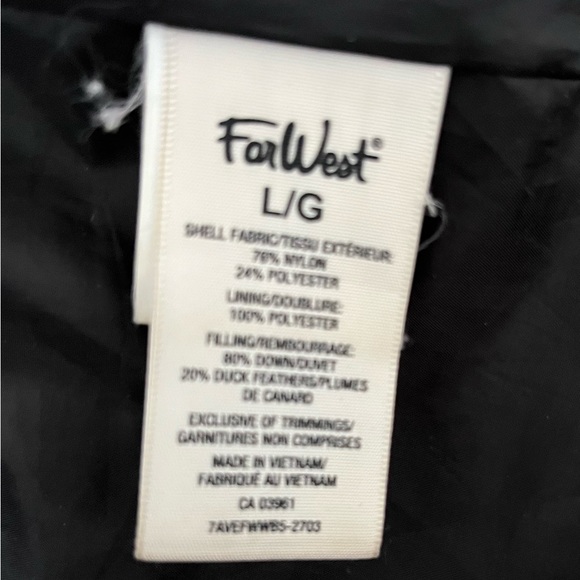 FarWest®
L/G
SHELL FABRIC/TISSU EXTÉRIEUR:
76% NYLON
24% POLYESTER
LINING/DOUBLURE:
100% POLYESTER
FILLING/REMBOURRAGE:
80% DOWN/DUVET
20% DUCK FEATHERS/PLUMES
DE CANARD
EXCLUSIVE OF TRIMMINGS/
GARNITURES NON COMPRISES
MADE IN VIETNAM/
FABRIQUÉ AU VIETNAM
CA 03961
7AVEFWWB5-2703